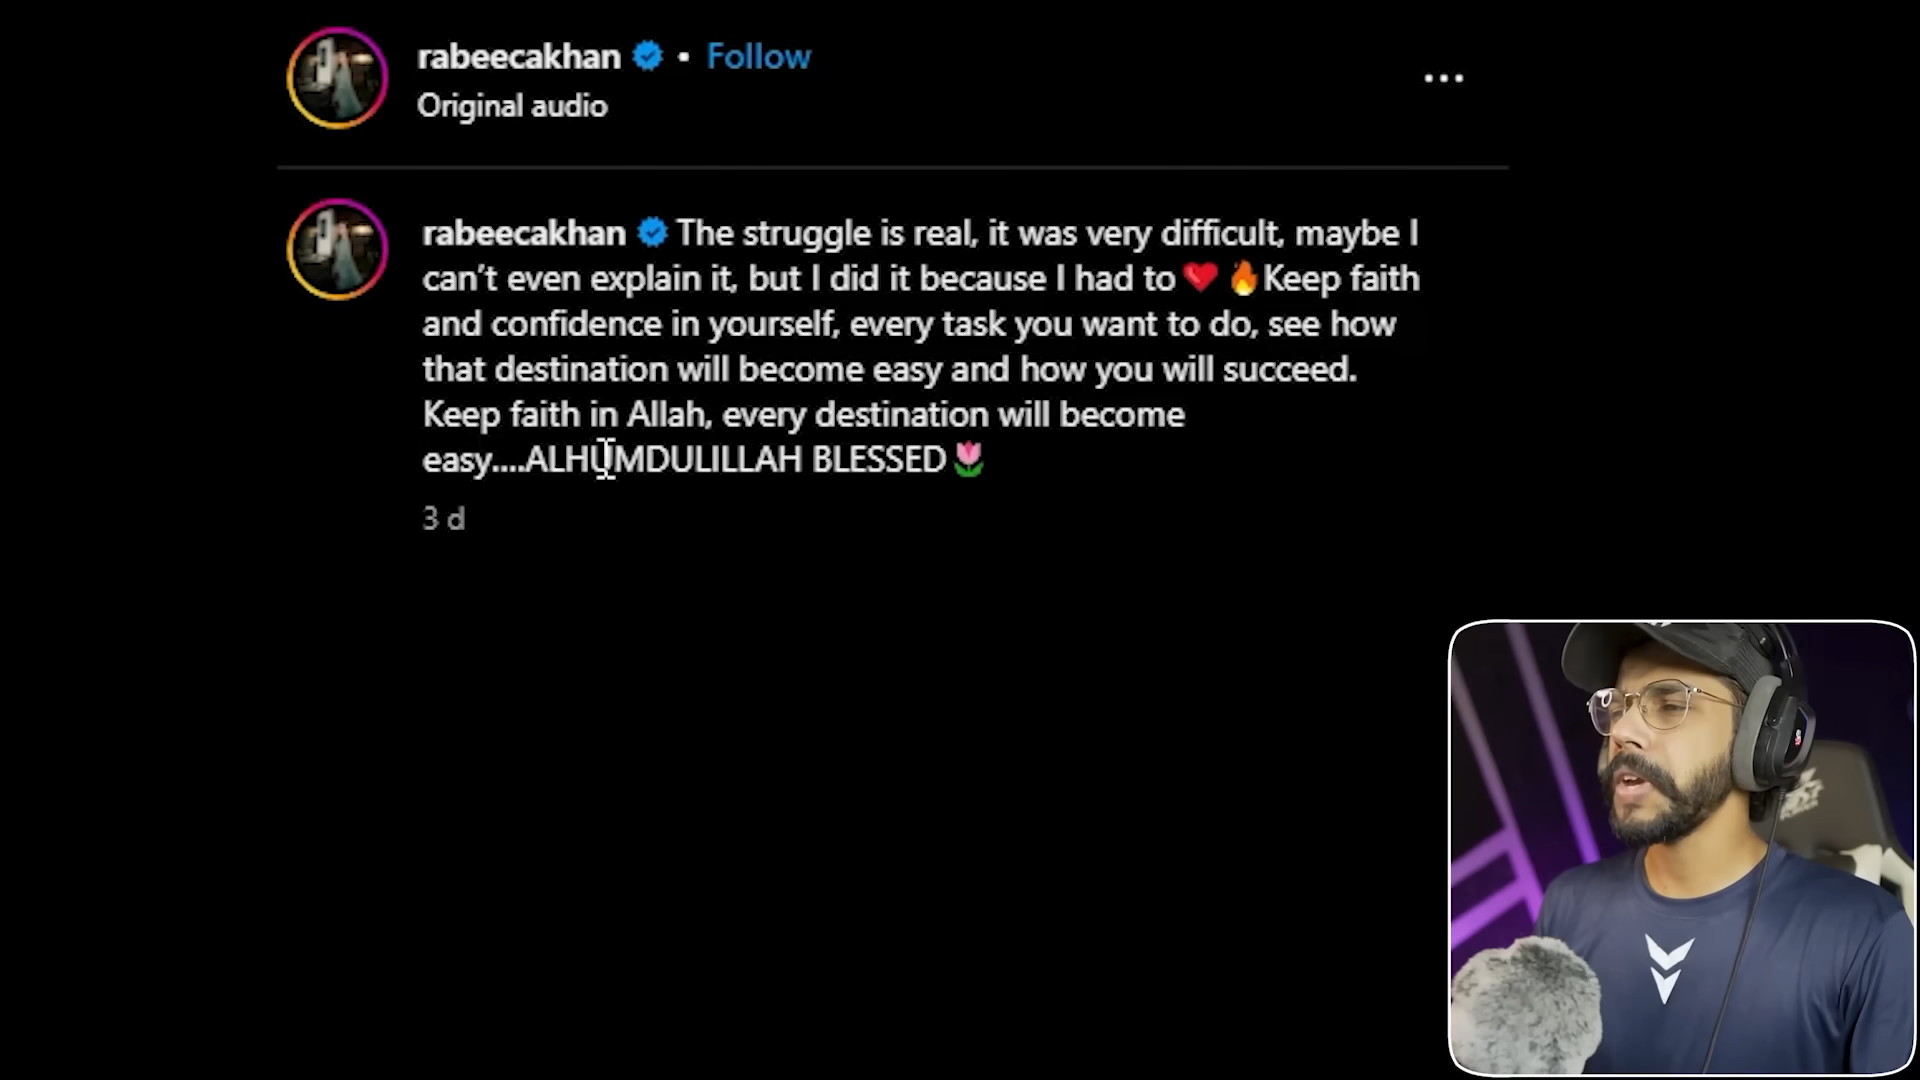 rabeecakhan • Follow
Original audio
rabeecakhan The struggle is real, it was very difficult, maybe I
can't even explain it, but I did it because I had to❤️🔥Keep faith
and confidence in yourself, every task you want to do, see how
that destination will become easy and how you will succeed.
Keep faith in Allah, every destination will become
easy....ALHUMDULILLAH BLESSED🌷
3 d